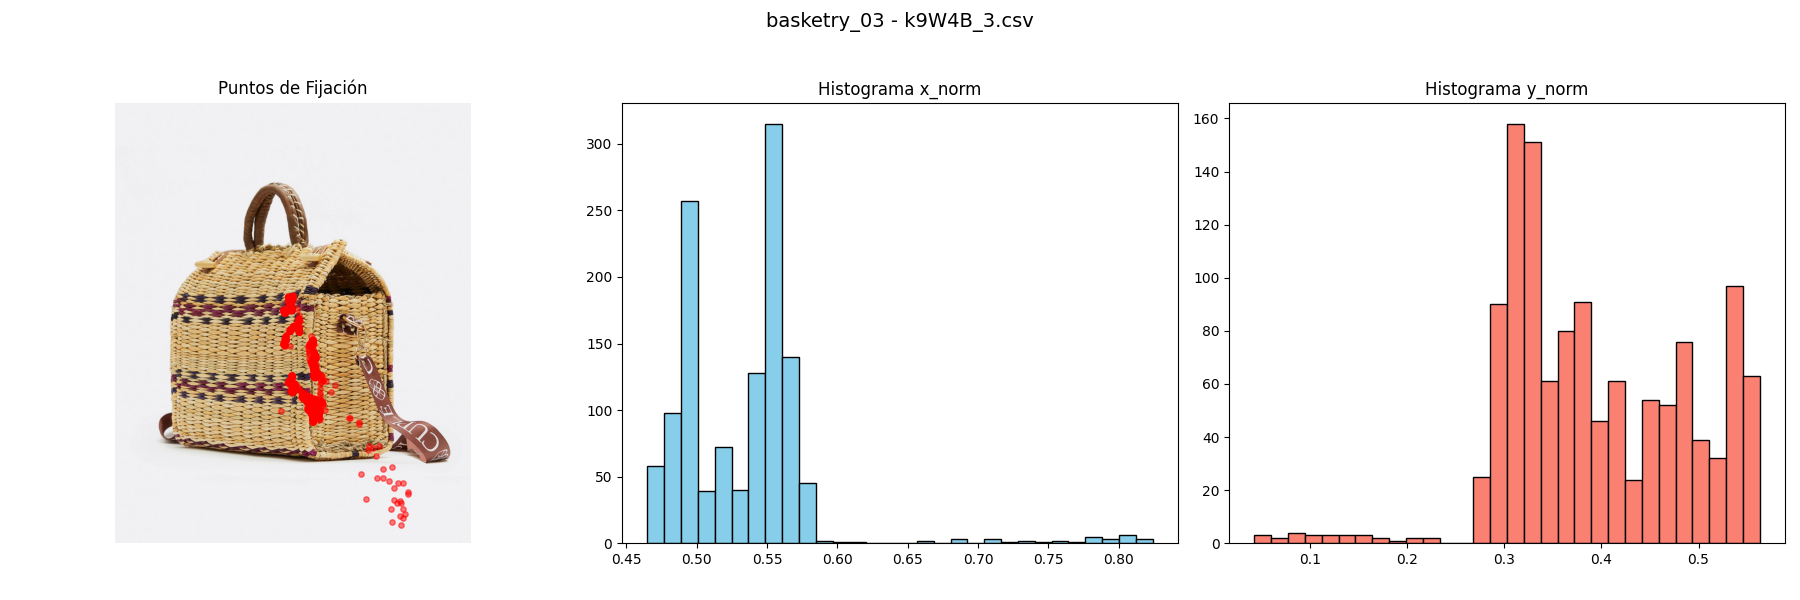 basketry_03 - k9W4B_3.csv
Puntos de Fijación
Histograma x_norm
300
250
200
150
100
50
0
0.45 0.50 0.55 0.60 0.65 0.70 0.75 0.80
Histograma y_norm
160
140
120
100
80
60
40
20
0
0.1 0.2 0.3 0.4 0.5